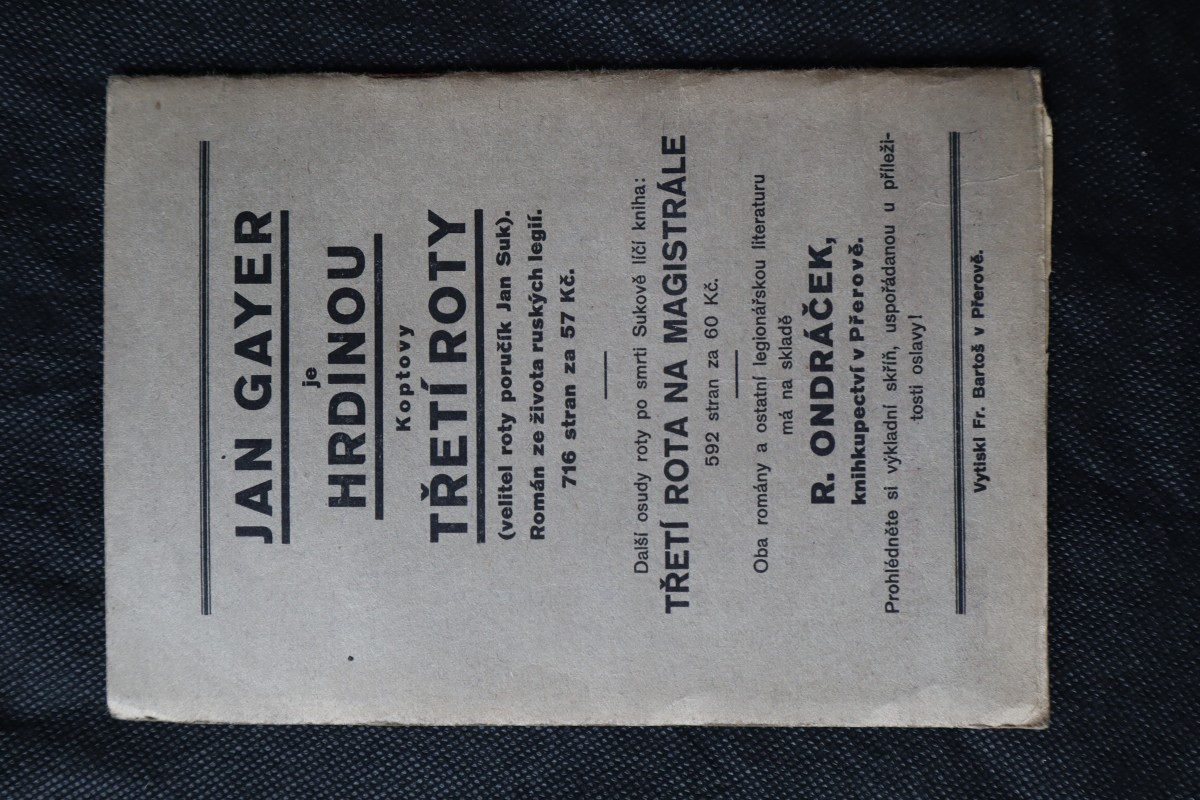 JAN GAYER
je
HRDINOU
Koptovy
TŘETÍ ROTY
(velitel roty poručík Jan Suk).
Román ze života ruských legií.
716 stran za 57 Kč.
Další osudy roty po smrti Sukově líčí kniha:
TŘETÍ ROTA NA MAGISTRÁLE
592 stran za 60 Kč.
Oba romány a ostatní legionářskou literaturu
má na skladě
R. ONDRÁČEK,
knihkupectví v Přerově.
Prohlédněte si výkladní skříň, uspořádanou u příleži-
tosti oslavy!
Vytiskl Fr. Bartoš v Přerově.